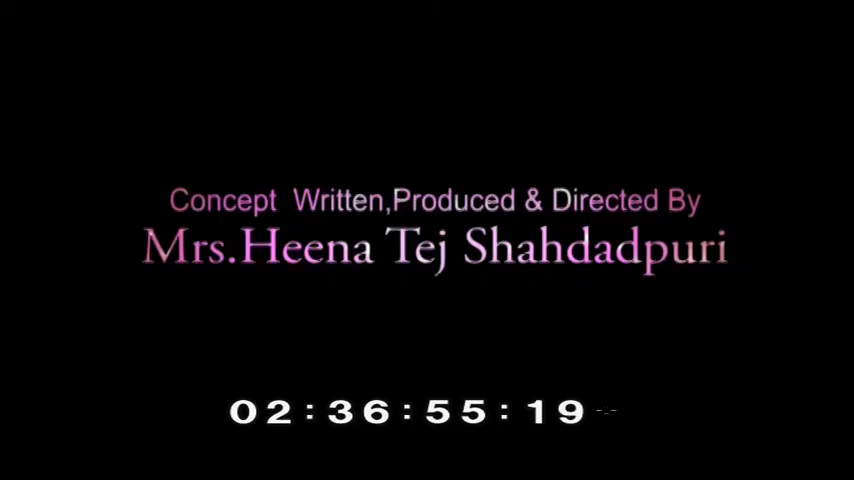 Concept Written,Produced & Directed By
Mrs.Heena Tej Shahdadpuri
02:36:55:19